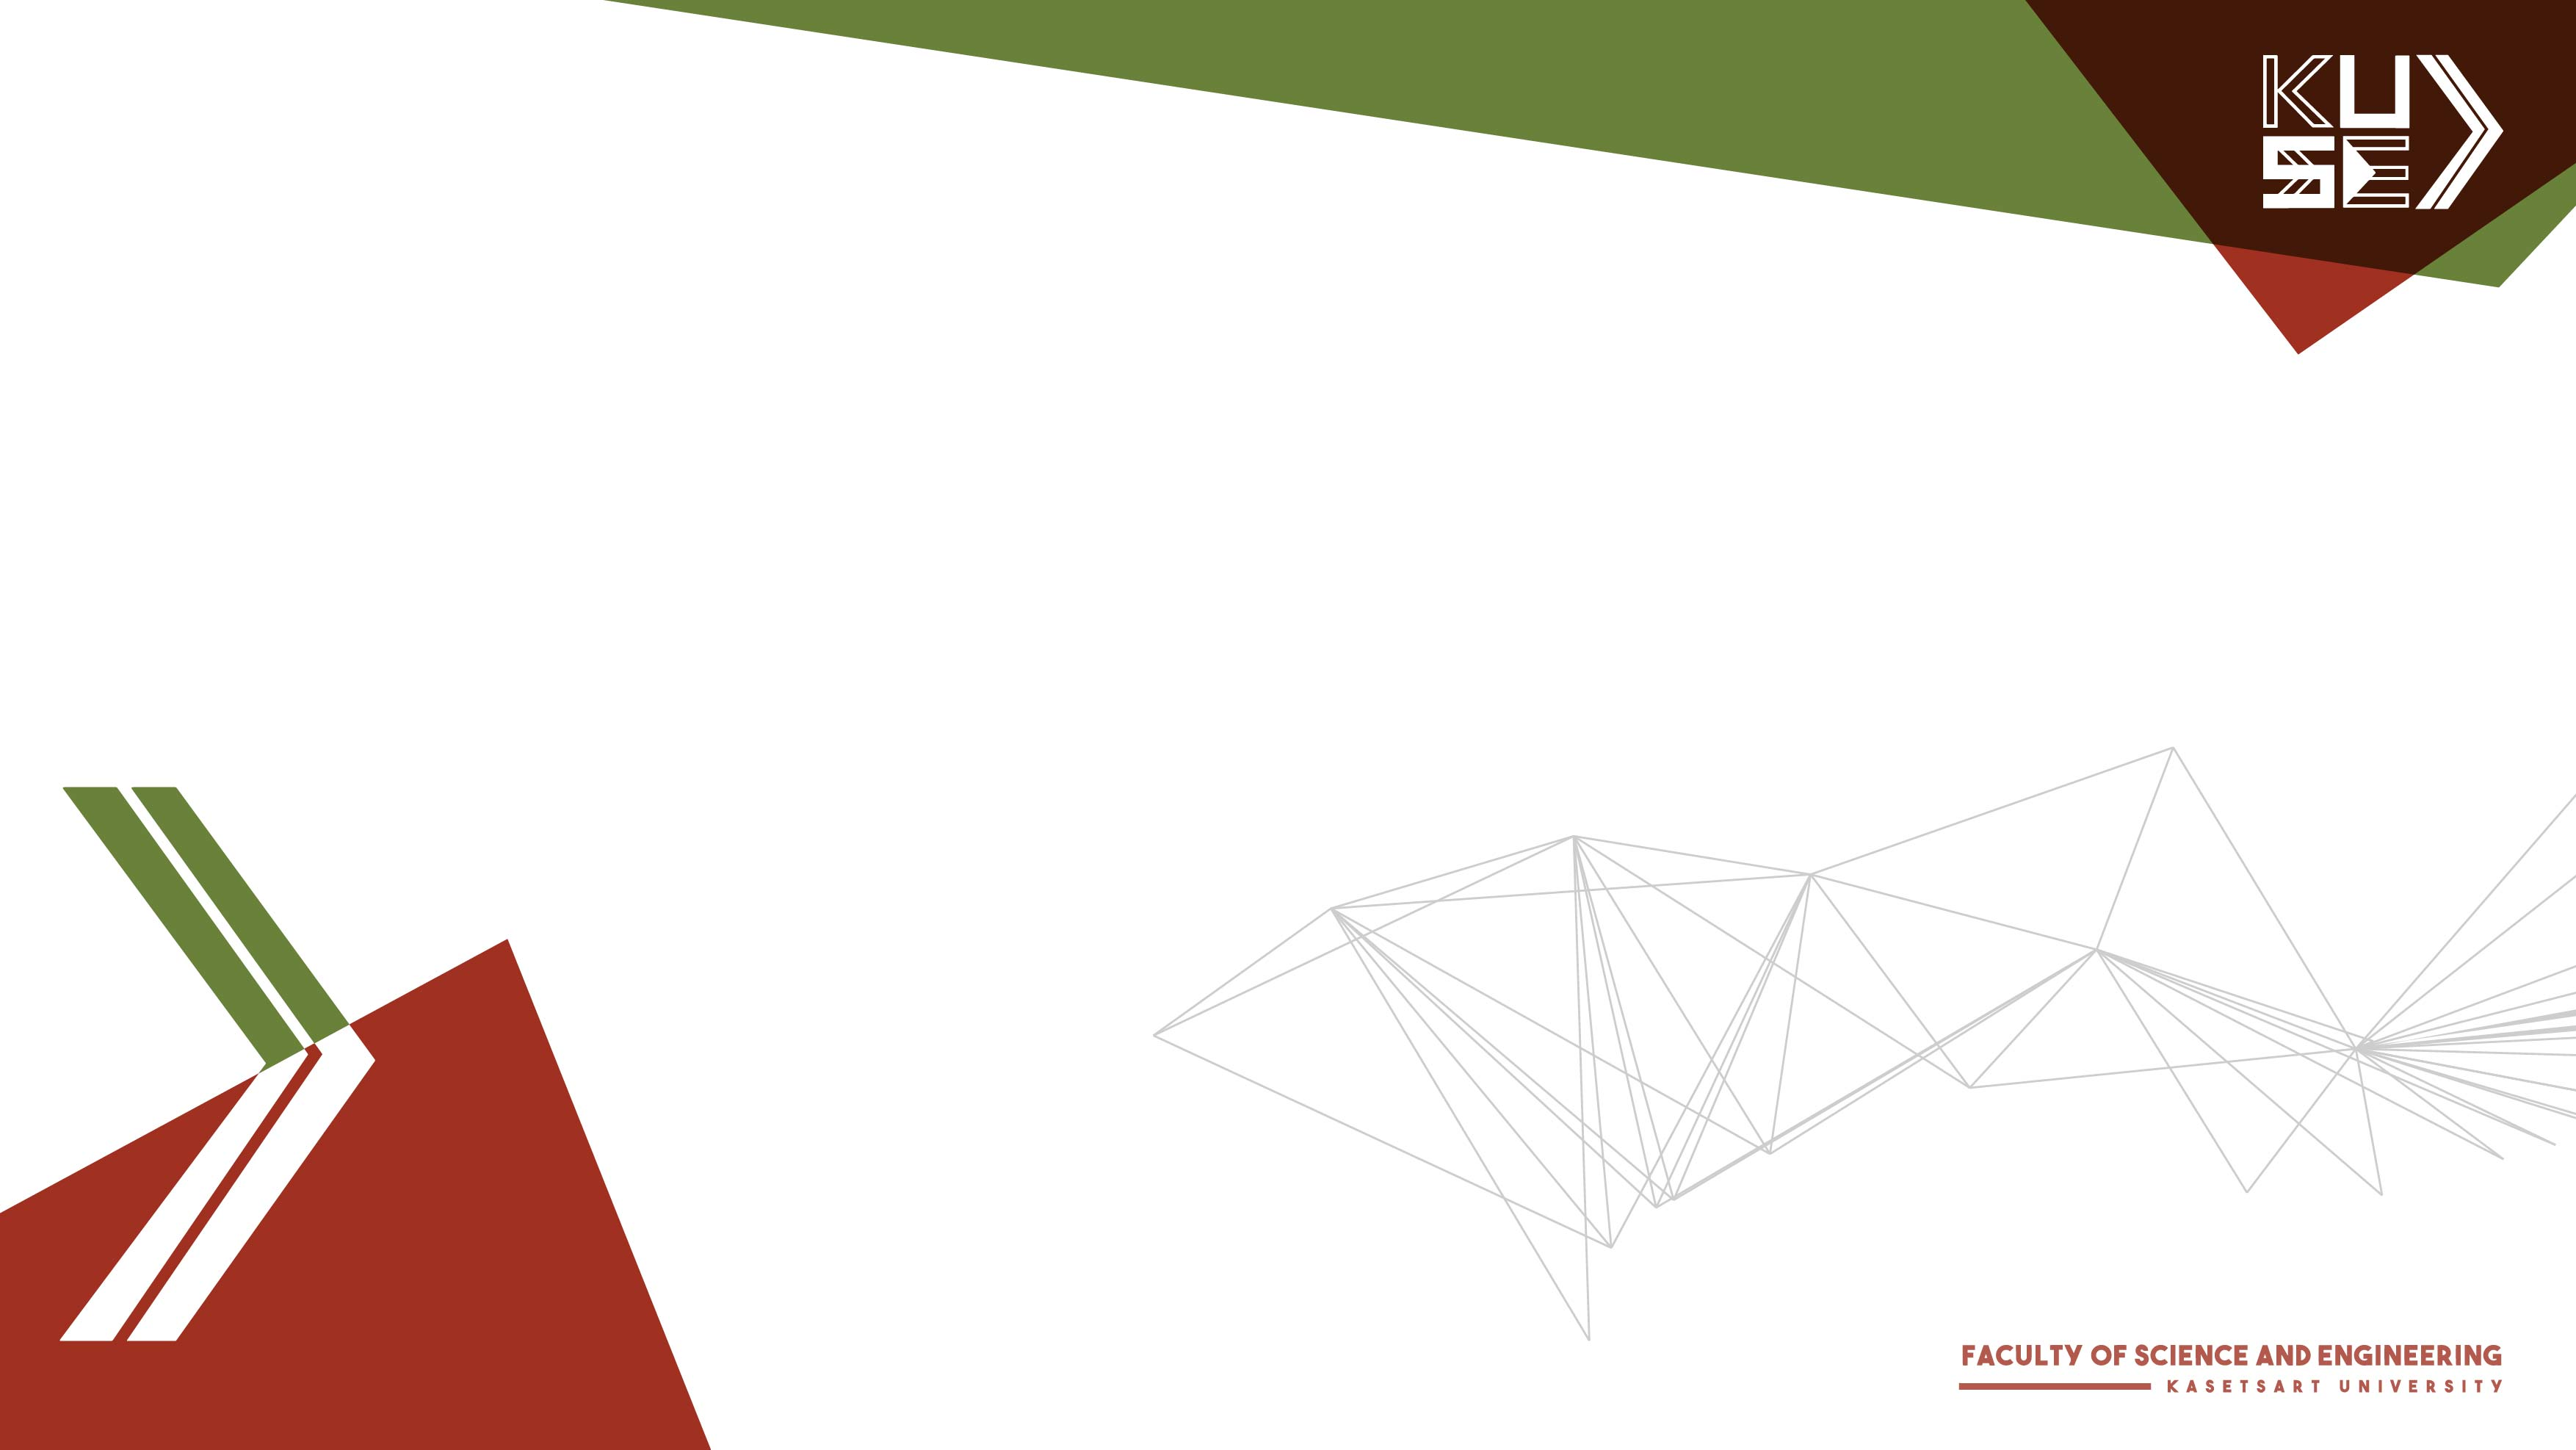 KU
SE
FACULTY OF SCIENCE AND ENGINEERING
KASETSART UNIVERSITY